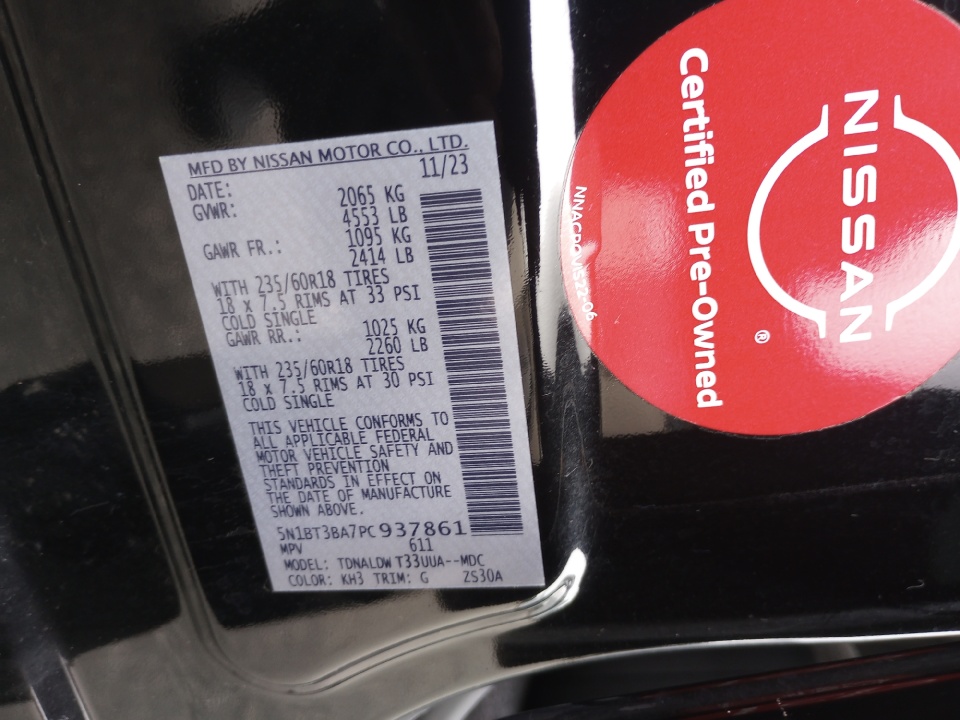 MFD BY NISSAN MOTOR CO., LTD.
DATE: 11/23
GVWR: 2065 KG
4553 LB
GAWR FR.: 1095 KG
2414 LB
WITH 235/60R18 TIRES
18 x 7.5 RIMS AT 33 PSI
COLD SINGLE
GAWR RR.: 1025 KG
2260 LB
WITH 235/60R18 TIRES
18 x 7.5 RIMS AT 30 PSI
COLD SINGLE
THIS VEHICLE CONFORMS TO
ALL APPLICABLE FEDERAL
MOTOR VEHICLE SAFETY AND
THEFT PREVENTION
STANDARDS IN EFFECT ON
THE DATE OF MANUFACTURE
SHOWN ABOVE.
5N1BT3BA7PC937861
MPV 611
MODEL: TDNALDW T33UUA--MDC
COLOR: KH3 TRIM: G ZS30A
NISSAN
®
Certified Pre-Owned